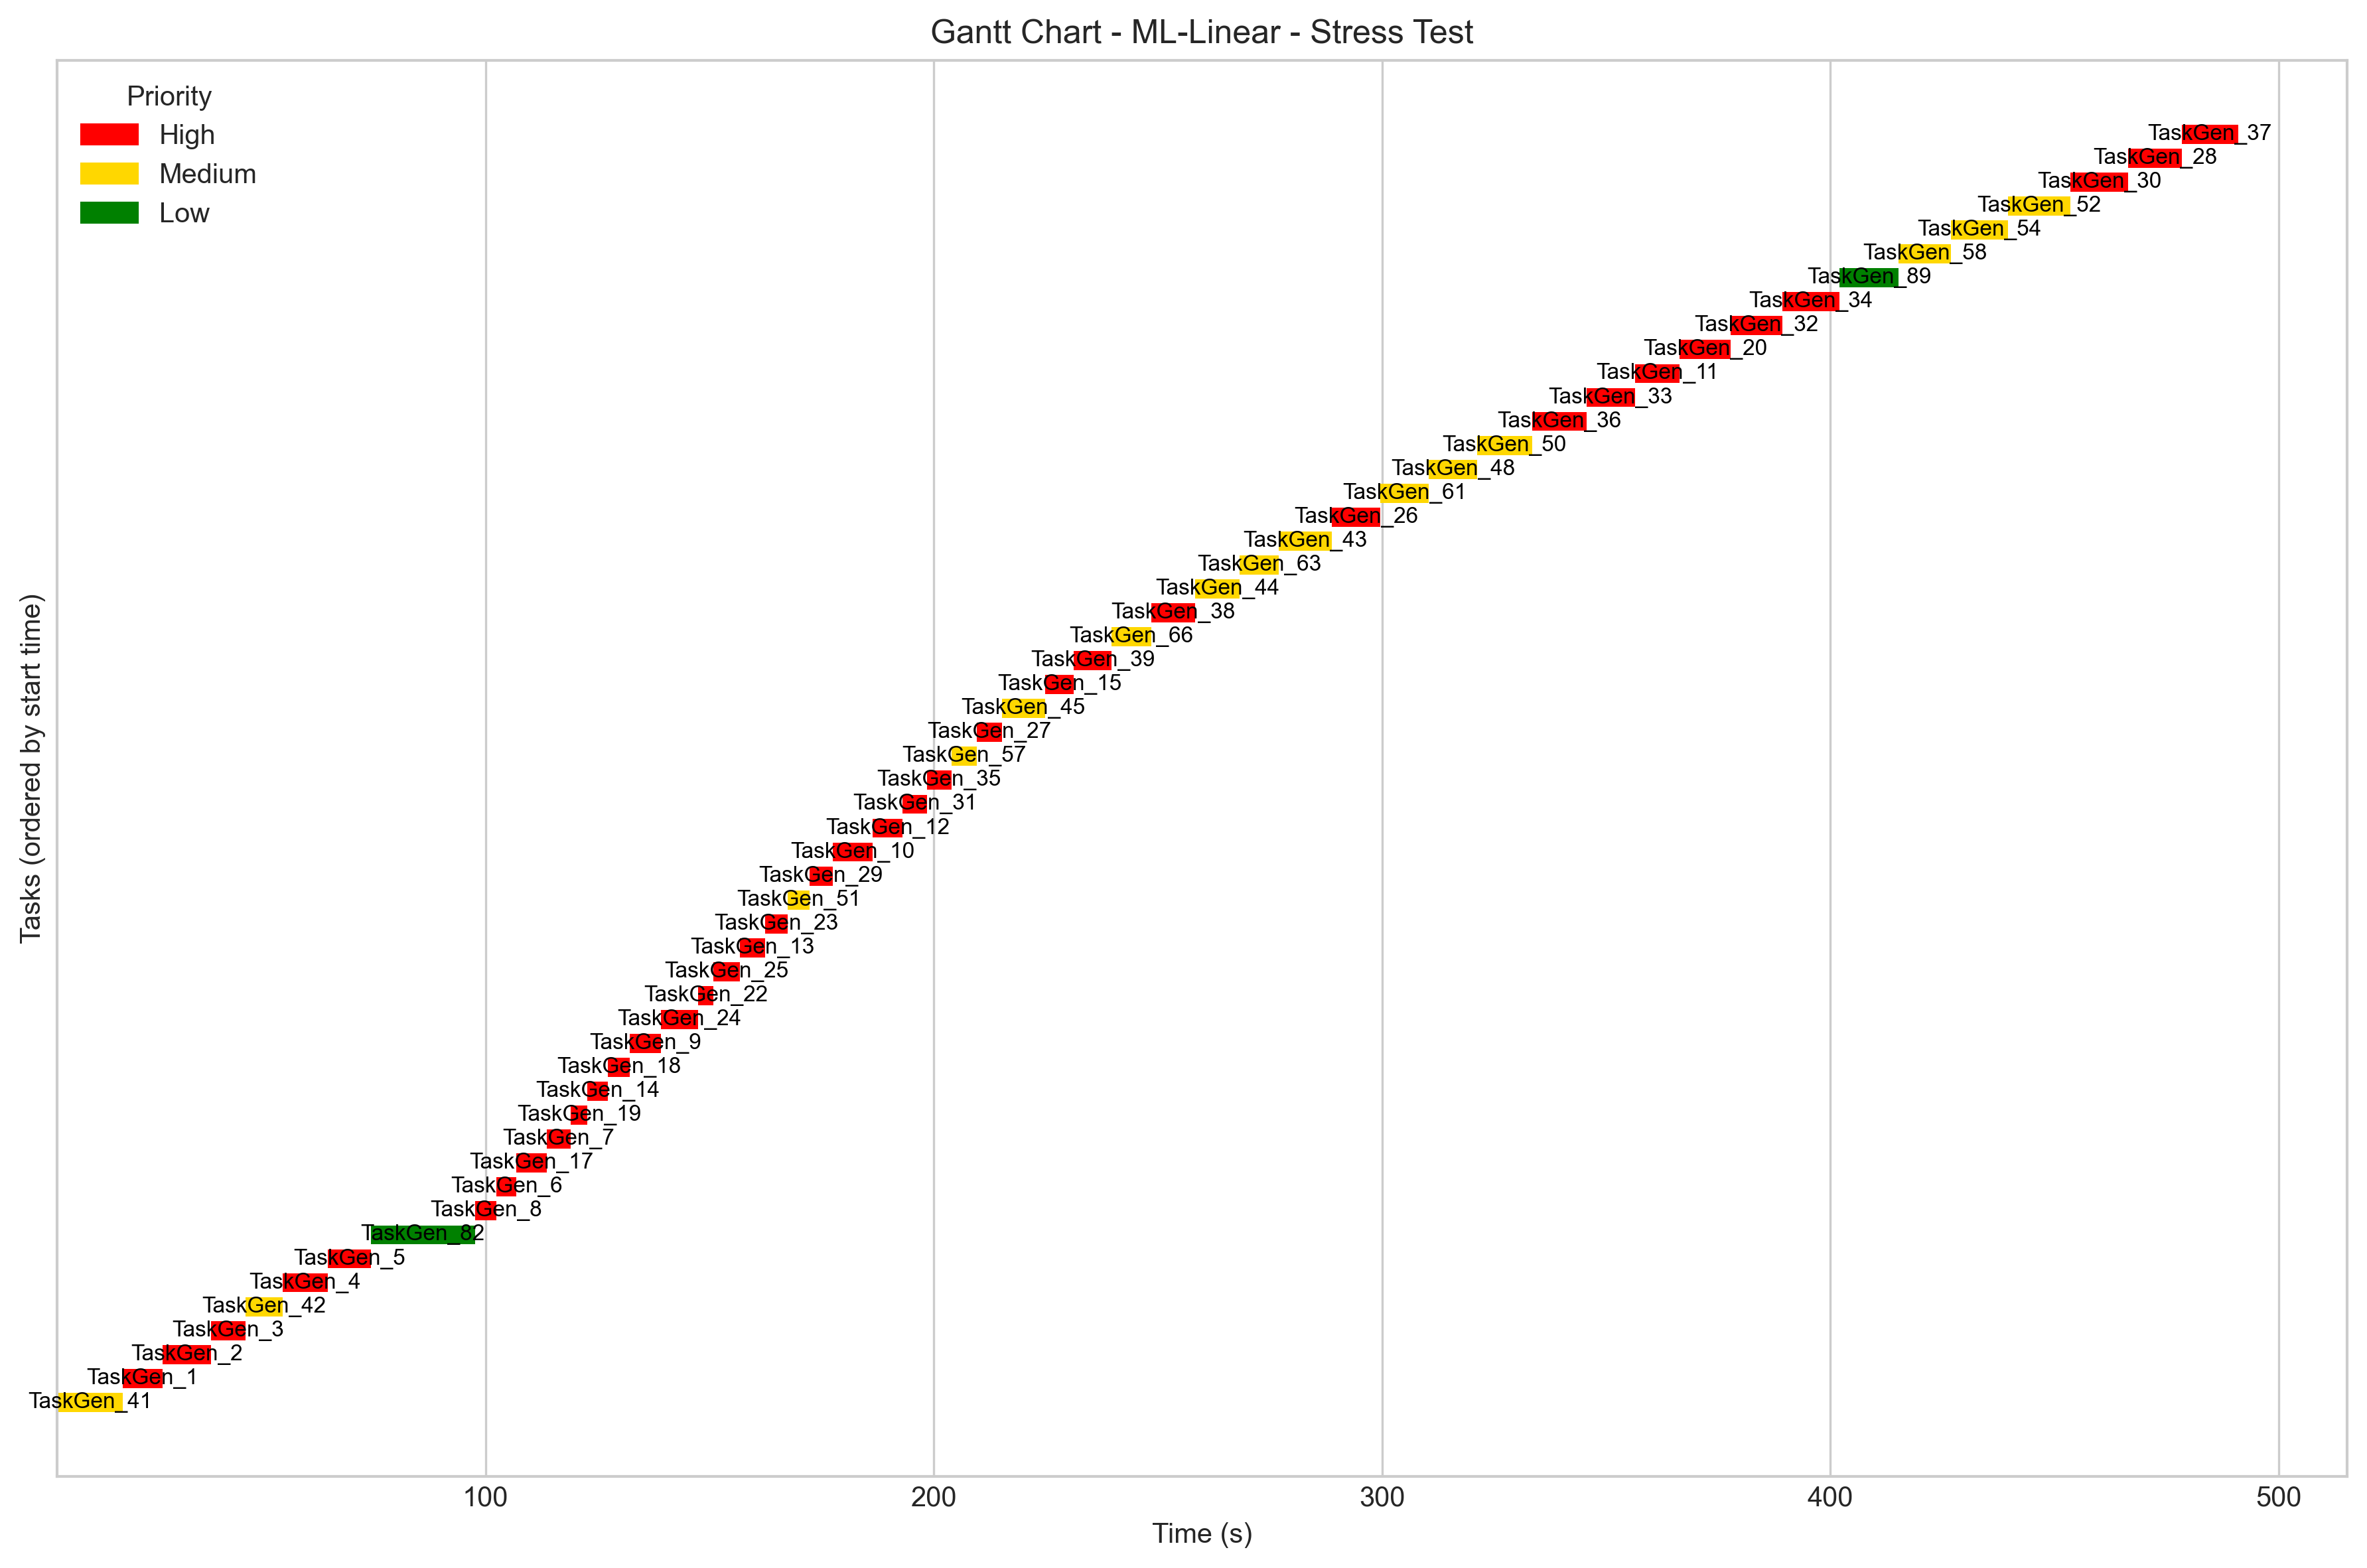 Gantt Chart - ML-Linear - Stress Test
Priority
High
Medium
Low
TaskGen_37
TaskGen_28
TaskGen_30
TaskGen_52
TaskGen_54
TaskGen_58
TaskGen_89
TaskGen_34
TaskGen_32
TaskGen_20
TaskGen_11
TaskGen_33
TaskGen_36
TaskGen_50
TaskGen_48
TaskGen_61
TaskGen_26
TaskGen_43
TaskGen_63
TaskGen_44
TaskGen_38
TaskGen_66
TaskGen_39
TaskGen_15
TaskGen_45
TaskGen_27
TaskGen_57
TaskGen_35
TaskGen_31
TaskGen_12
TaskGen_10
TaskGen_29
TaskGen_51
TaskGen_23
TaskGen_13
TaskGen_25
TaskGen_22
TaskGen_24
TaskGen_9
TaskGen_18
TaskGen_14
TaskGen_19
TaskGen_7
TaskGen_17
TaskGen_6
TaskGen_8
TaskGen_82
TaskGen_5
TaskGen_4
TaskGen_42
TaskGen_3
TaskGen_2
TaskGen_1
TaskGen_41
Tasks (ordered by start time)
100 200 300 400 500
Time (s)